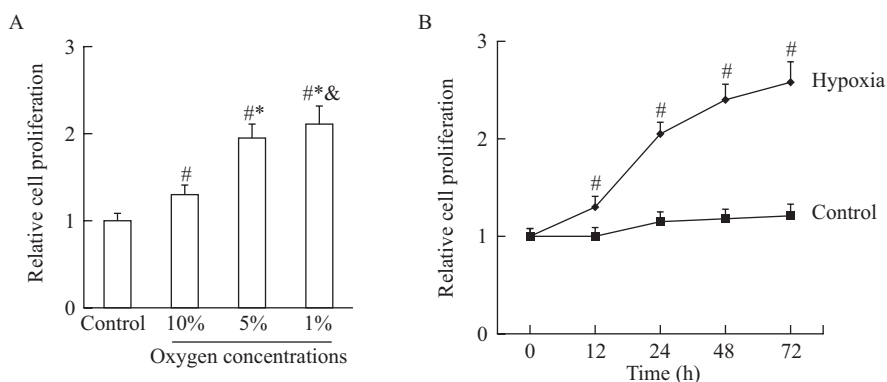 A
Relative cell proliferation
3
2
1
0
#
#*
#*&
Control 10% 5% 1%
Oxygen concentrations
B
Relative cell proliferation
3
2
1
0
#
#
#
#
Hypoxia
Control
0 12 24 48 72
Time (h)